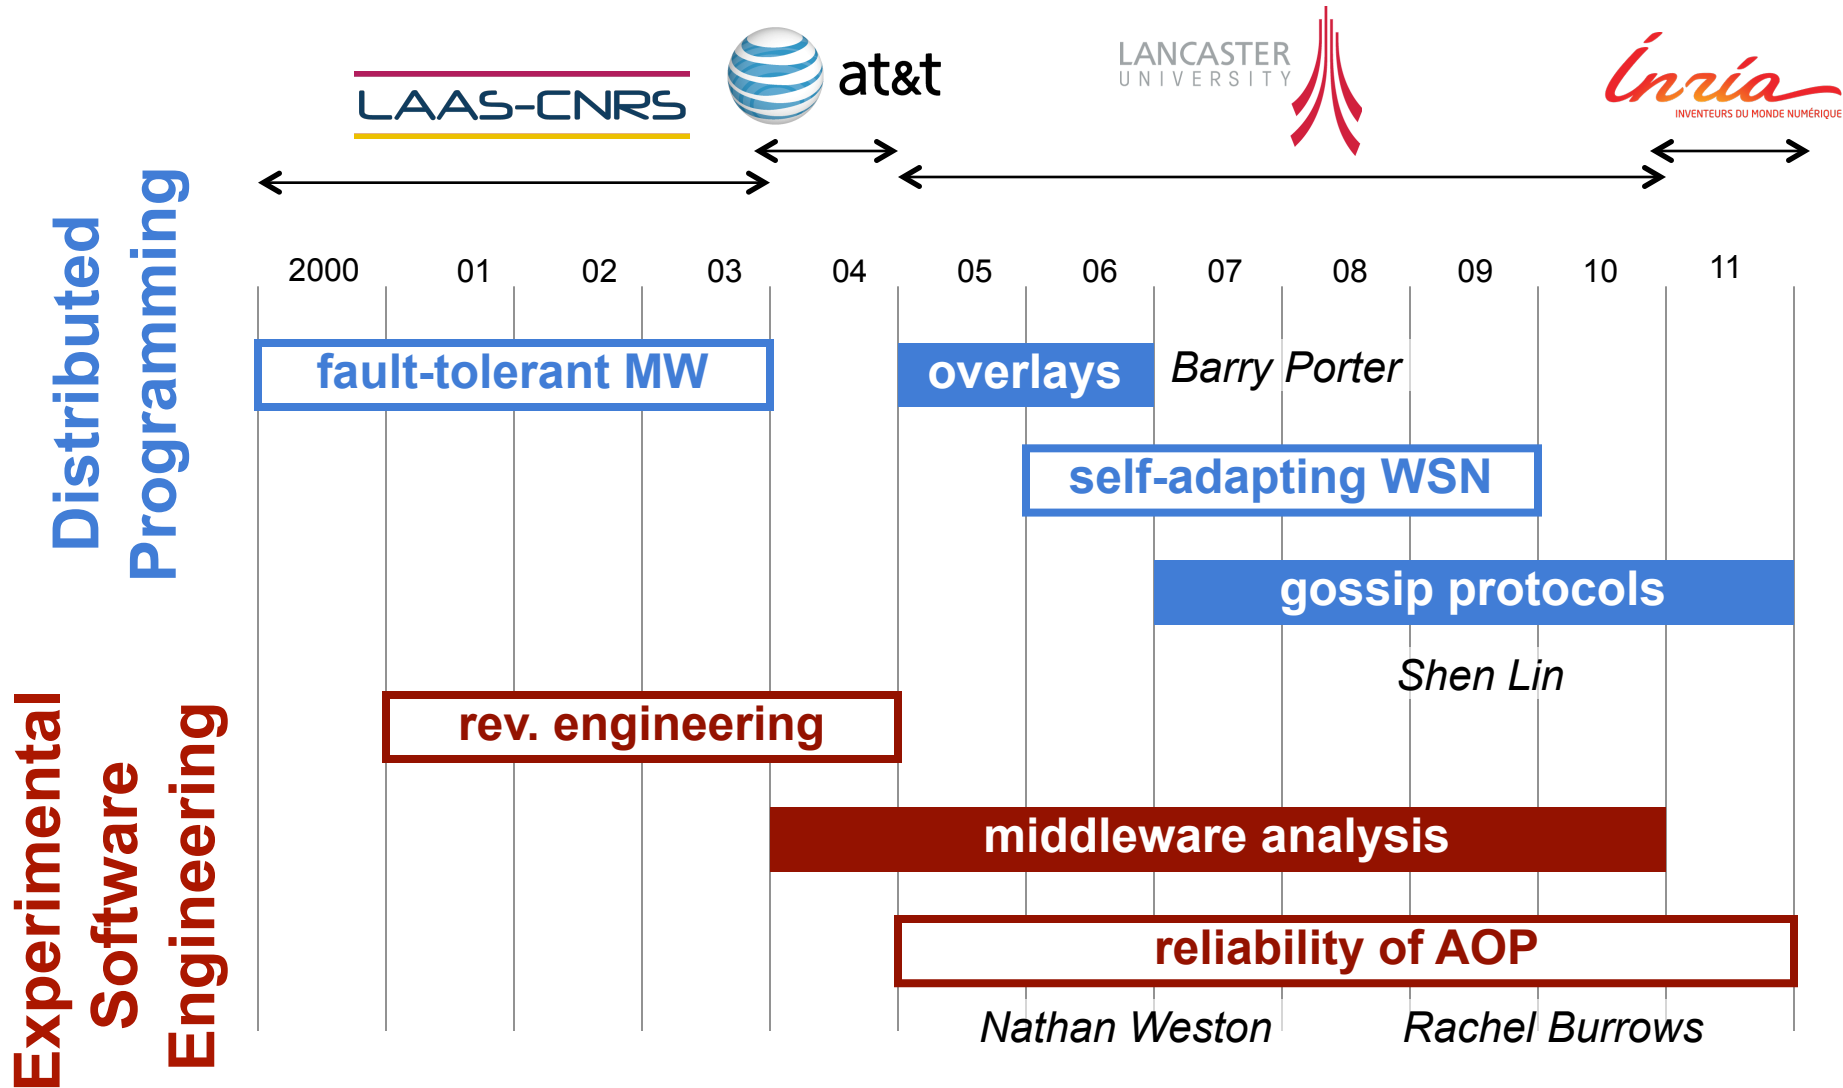 LAAS-CNRS
at&t
LANCASTER
UNIVERSITY
Inria
INVENTEURS DU MONDE NUMÉRIQUE
Distributed
Programming
2000 01 02 03 04 05 06 07 08 09 10 11
fault-tolerant MW
overlays
Barry Porter
self-adapting WSN
gossip protocols
Shen Lin
Experimental
Software
Engineering
rev. engineering
middleware analysis
reliability of AOP
Nathan Weston
Rachel Burrows